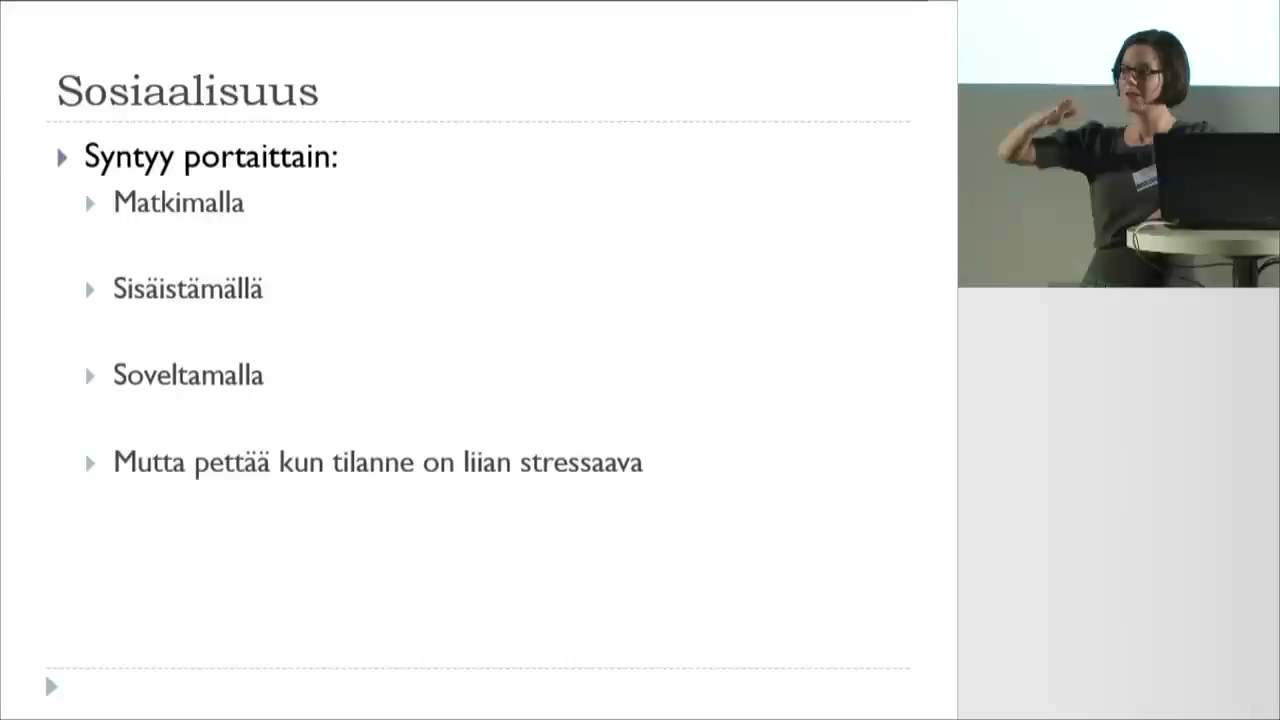 Sosiaalisuus
Syntyy portaittain:
Matkimalla
Sisäistämällä
Soveltamalla
Mutta pettää kun tilanne on liian stressaava